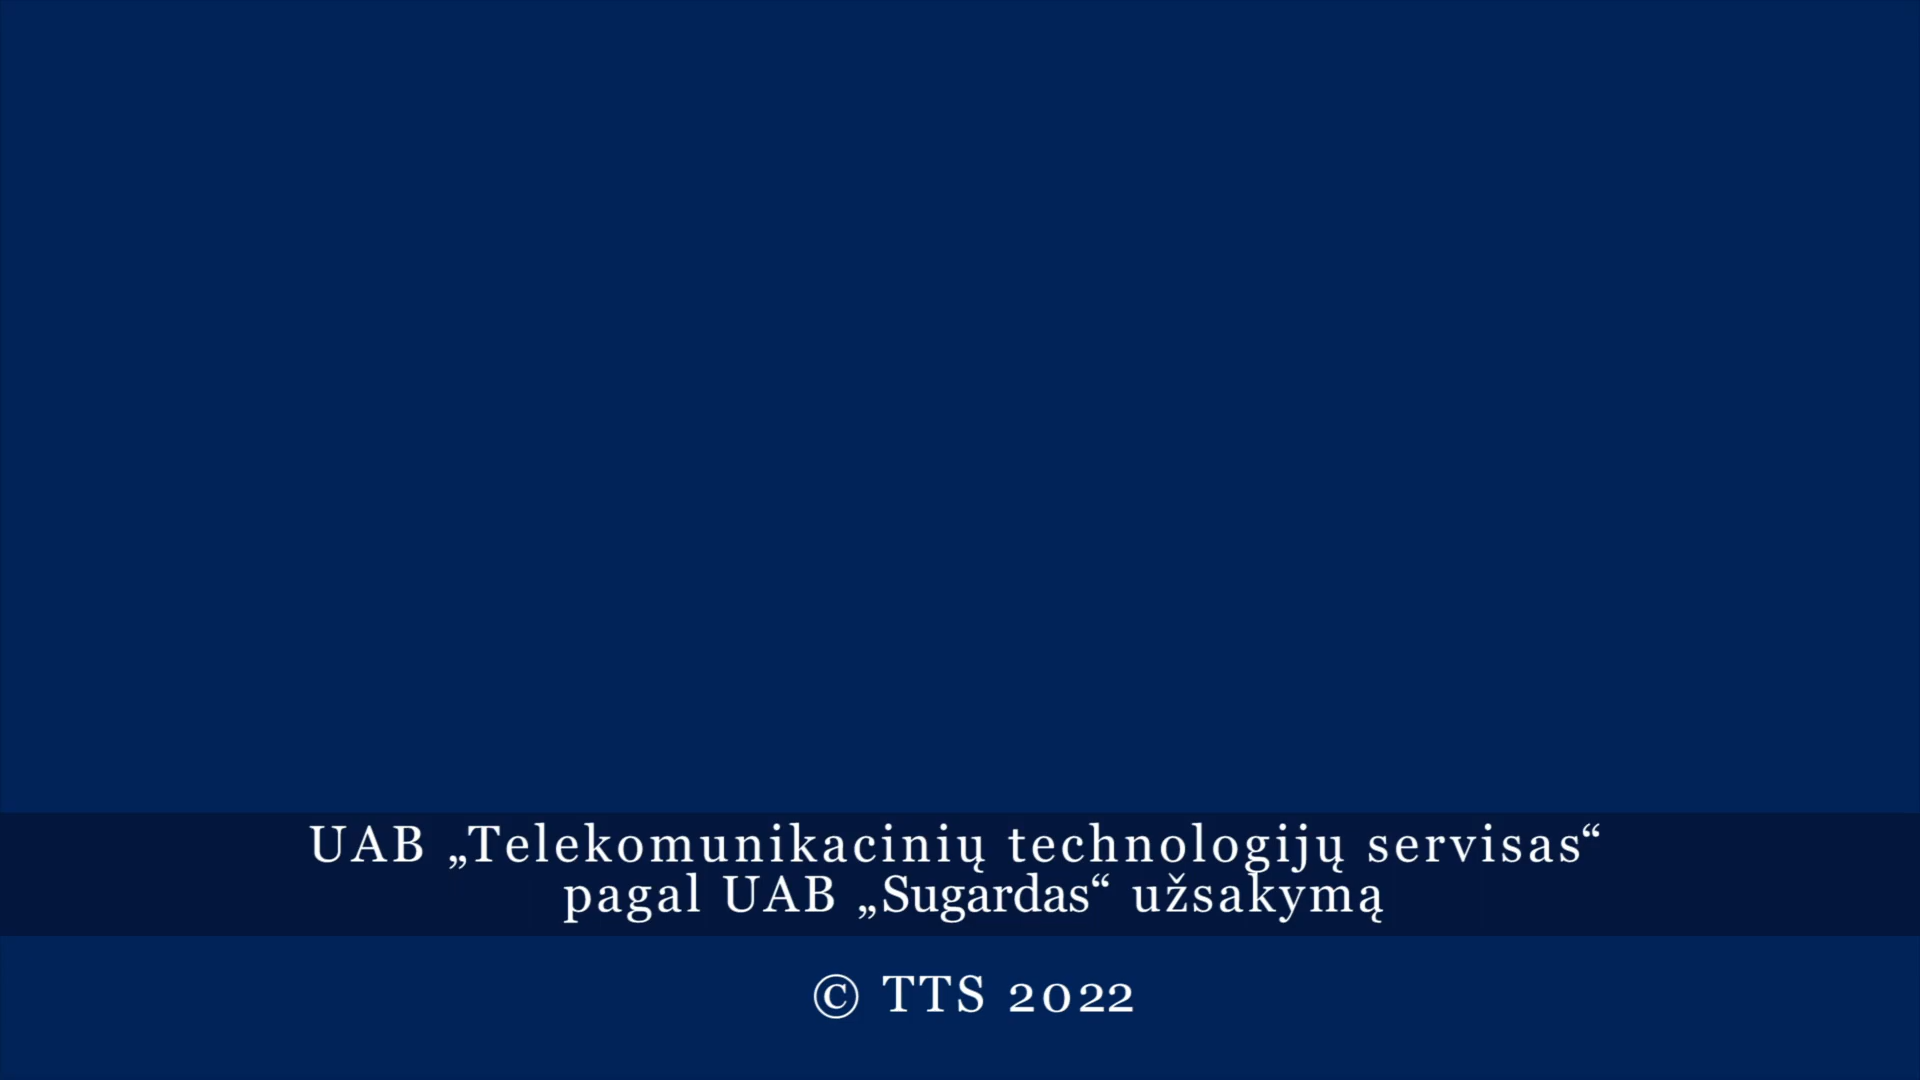 UAB „Telekomunikacinių technologijų servisas“
pagal UAB „Sugardas“ užsakymą
© TTS 2022